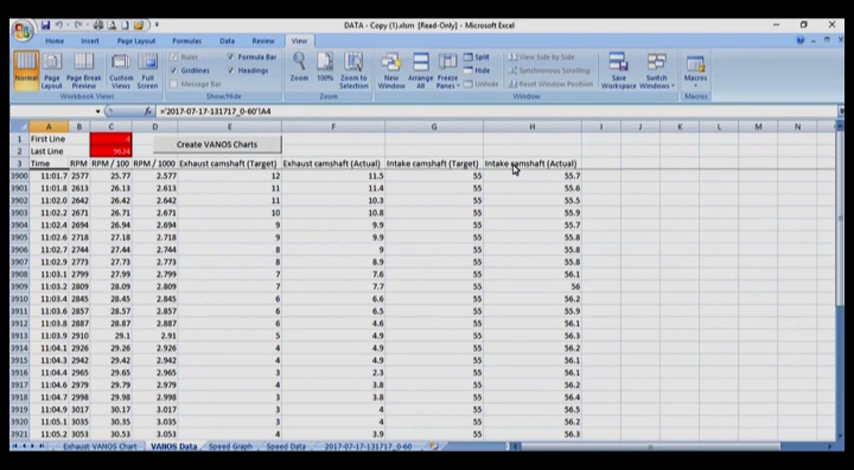 DATA - Copy (1).xlsm [Read-Only] - Microsoft Excel
Home Insert Page Layout Formulas Data Review View
Normal Page Layout Page Break Preview Custom Views Full Screen
Workbook Views
Ruler Formula Bar
Gridlines Headings
Message Bar
Show/Hide
Zoom 100% Zoom to Selection
Zoom
New Window Arrange All Freeze Panes
Split View Side by Side
Hide Synchronous Scrolling
Unhide Reset Window Position
Save Workspace Switch Windows
Window
Macros
Macros
fx ='2017-07-17-131717_0-60'!A4
A B C D E F G H I J K L M N
1 First Line 4
2 Last Line 9624
Create VANOS Charts
3 Time RPM RPM / 100 RPM / 1000 Exhaust camshaft (Target) Exhaust camshaft (Actual) Intake camshaft (Target) Intake camshaft (Actual)
3900 11:01.7 2577 25.77 2.577 12 11.5 55 55.7
3901 11:01.8 2613 26.13 2.613 11 11.4 55 55.6
3902 11:02.0 2642 26.42 2.642 11 10.3 55 55.5
3903 11:02.2 2671 26.71 2.671 10 10.8 55 55.9
3904 11:02.4 2694 26.94 2.694 9 9.9 55 55.7
3905 11:02.6 2718 27.18 2.718 9 9.9 55 55.8
3906 11:02.7 2744 27.44 2.744 8 9 55 55.8
3907 11:02.9 2773 27.73 2.773 8 8.9 55 55.8
3908 11:03.1 2799 27.99 2.799 7 7.6 55 56.1
3909 11:03.2 2809 28.09 2.809 7 7.7 55 56
3910 11:03.4 2845 28.45 2.845 6 6.6 55 56.2
3911 11:03.6 2857 28.57 2.857 6 6.5 55 55.9
3912 11:03.8 2887 28.87 2.887 6 4.6 55 56.1
3913 11:03.9 2910 29.1 2.91 5 4.9 55 56.3
3914 11:04.1 2926 29.26 2.926 4 4.9 55 56.2
3915 11:04.3 2942 29.42 2.942 4 4.9 55 56.1
3916 11:04.4 2965 29.65 2.965 3 2.3 55 56.1
3917 11:04.6 2979 29.79 2.979 4 3.8 55 56.2
3918 11:04.7 2998 29.98 2.998 3 3.8 55 56.4
3919 11:04.9 3017 30.17 3.017 3 4 55 56.5
3920 11:05.1 3035 30.35 3.035 3 4 55 56.2
3921 11:05.2 3053 30.53 3.053 4 3.9 55 56.3
Exhaust VANOS Chart VANOS Data Speed Graph Speed Data 2017-07-17-131717_0-60